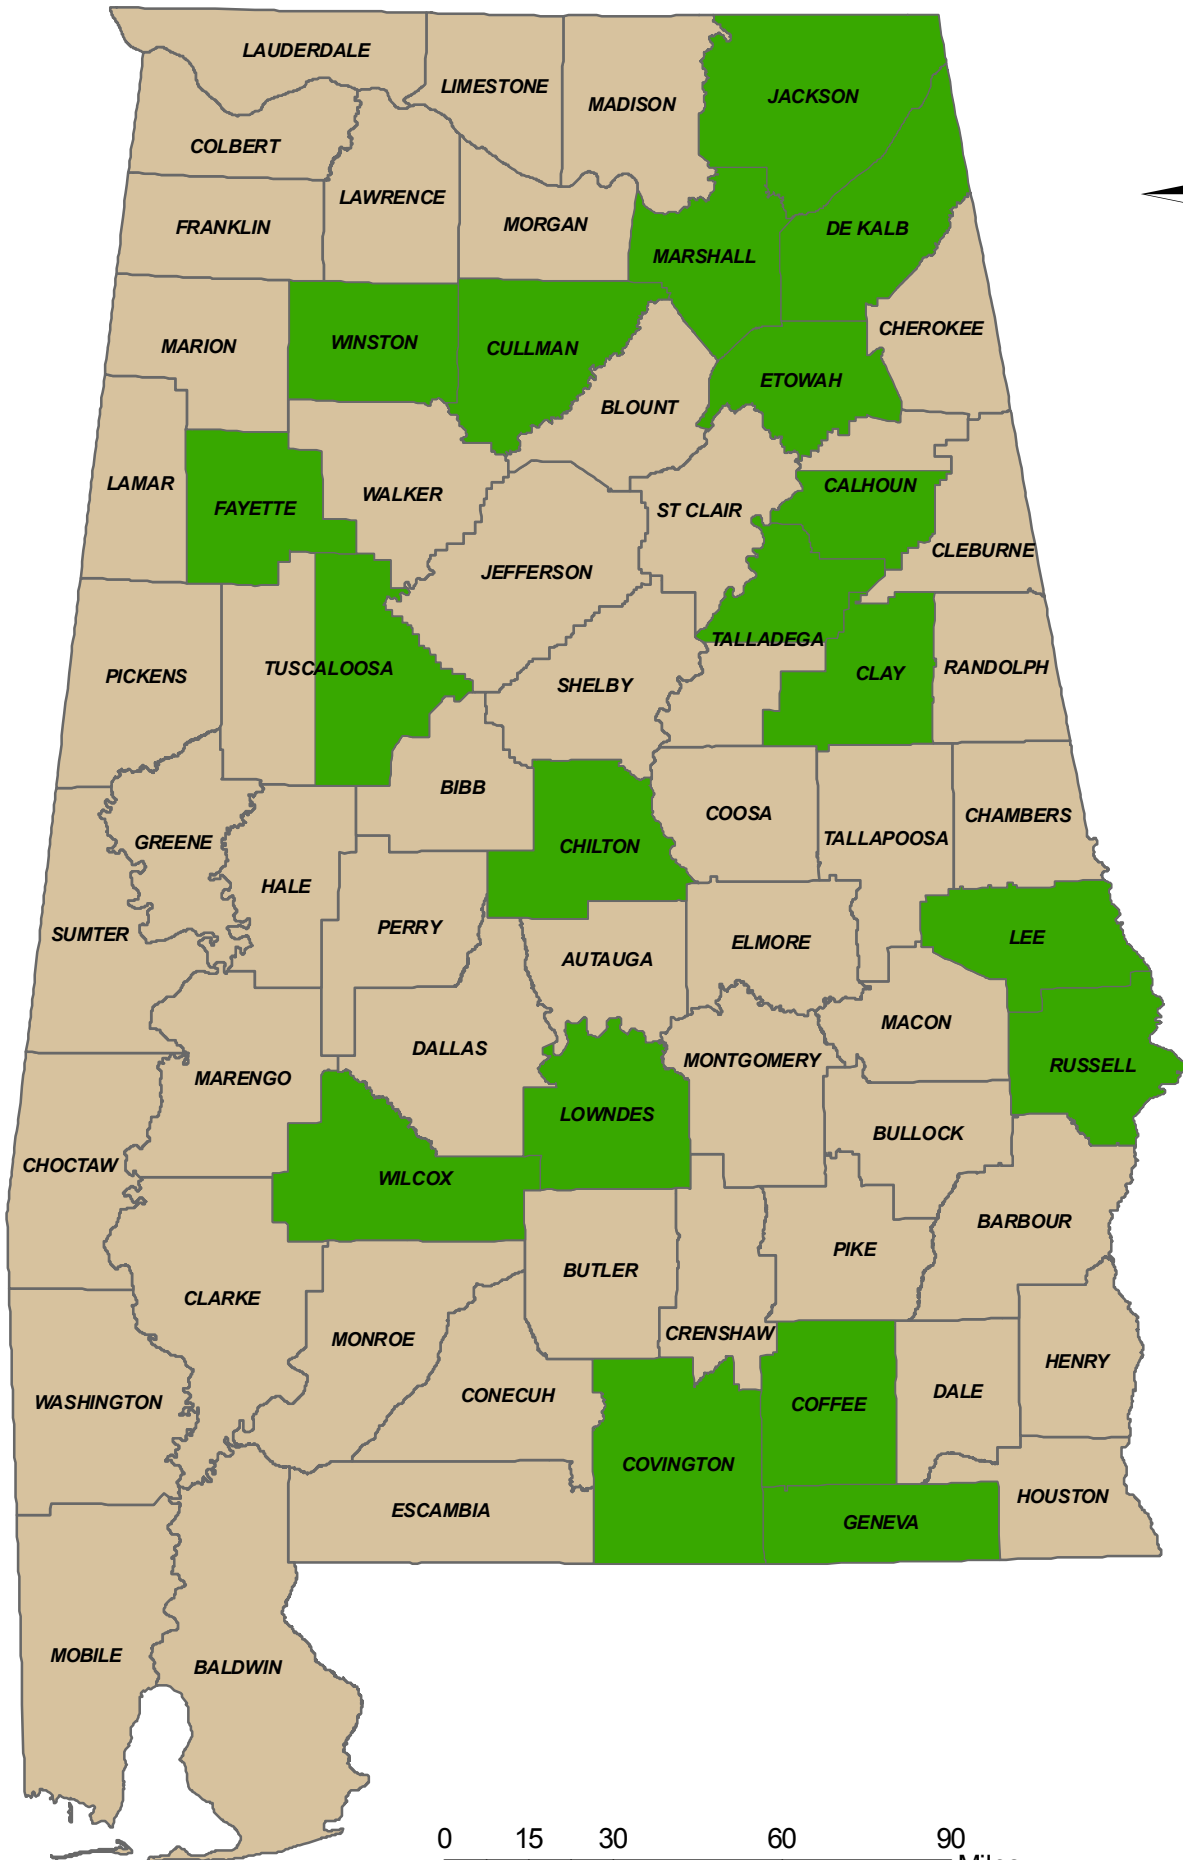 LAUDERDALE
LIMESTONE
MADISON
JACKSON
COLBERT
LAWRENCE
FRANKLIN
MORGAN
DE KALB
MARSHALL
CHEROKEE
MARION
WINSTON
CULLMAN
ETOWAH
BLOUNT
LAMAR
WALKER
CALHOUN
FAYETTE
ST CLAIR
CLEBURNE
JEFFERSON
TALLADEGA
TUSCALOOSA
RANDOLPH
PICKENS
CLAY
SHELBY
BIBB
COOSA
CHAMBERS
TALLAPOOSA
GREENE
CHILTON
HALE
PERRY
SUMTER
LEE
ELMORE
AUTAUGA
MACON
DALLAS
MONTGOMERY
RUSSELL
MARENGO
LOWNDES
BULLOCK
CHOCTAW
WILCOX
BARBOUR
PIKE
BUTLER
CLARKE
CRENSHAW
MONROE
HENRY
CONECUH
DALE
WASHINGTON
COFFEE
COVINGTON
HOUSTON
ESCAMBIA
GENEVA
MOBILE
BALDWIN
0 15 30 60 90